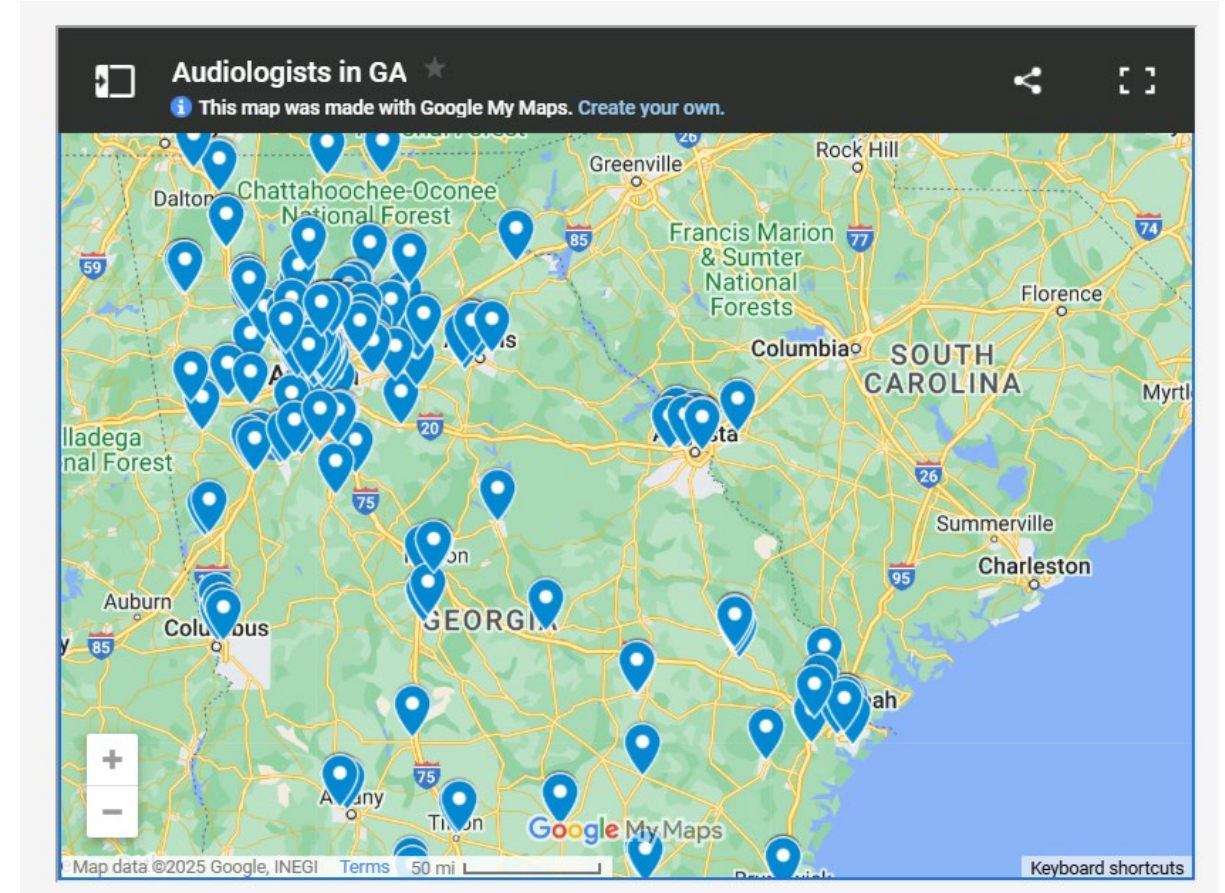 Audiologists in GA
This map was made with Google My Maps. Create your own.
26
Rock Hill
Greenville
Dalton
Chattahoochee-Oconee
National Forest
85
Francis Marion
& Sumter
National
Forests
77
74
59
Florence
Columbia
SOUTH
CAROLINA
Myrtl
20
lladega
nal Forest
26
75
Summerville
Charleston
95
Auburn
GEORGIA
Columbus
85
ah
75
Google My Maps
Map data ©2025 Google, INEGI
Terms
50 mi
Keyboard shortcuts